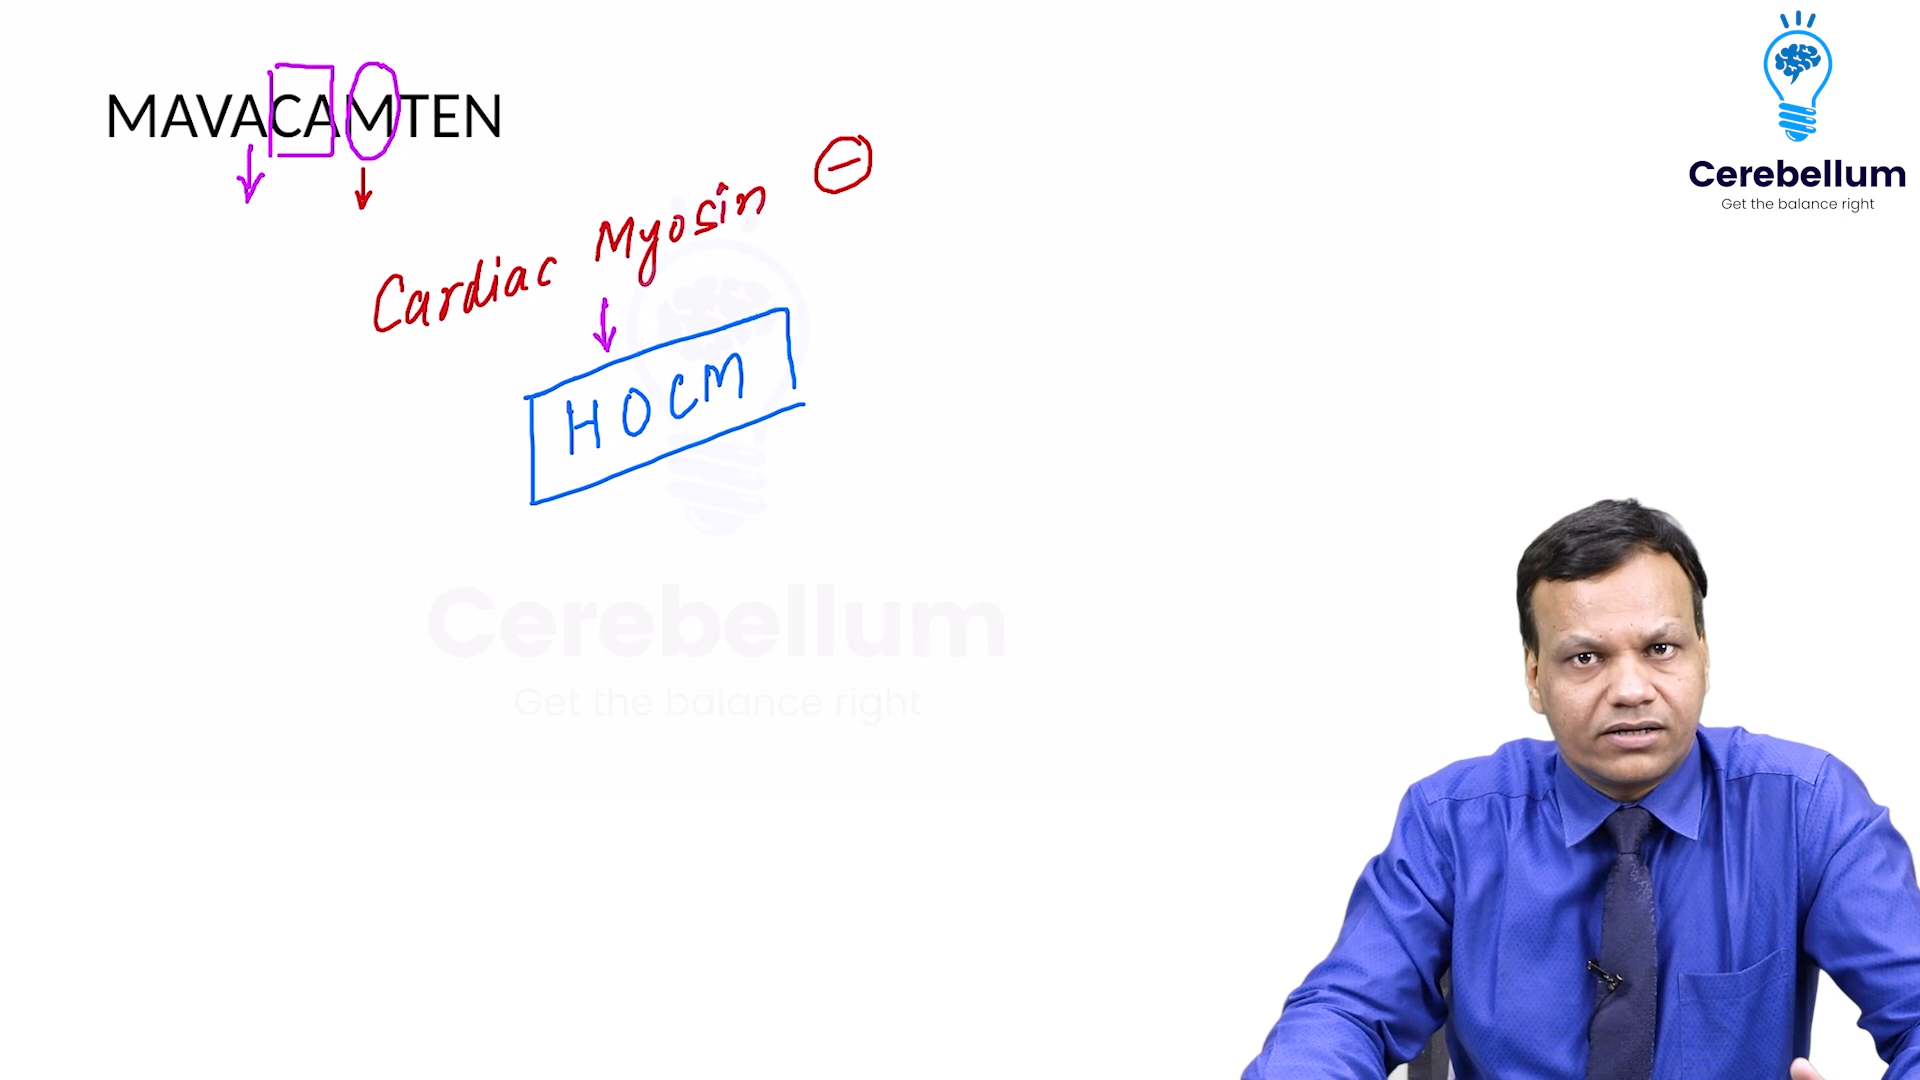 MAVACAMTEN
Cardiac Myosin
HOCM
Cerebellum
Get the balance right
Cerebellum
Get the balance right